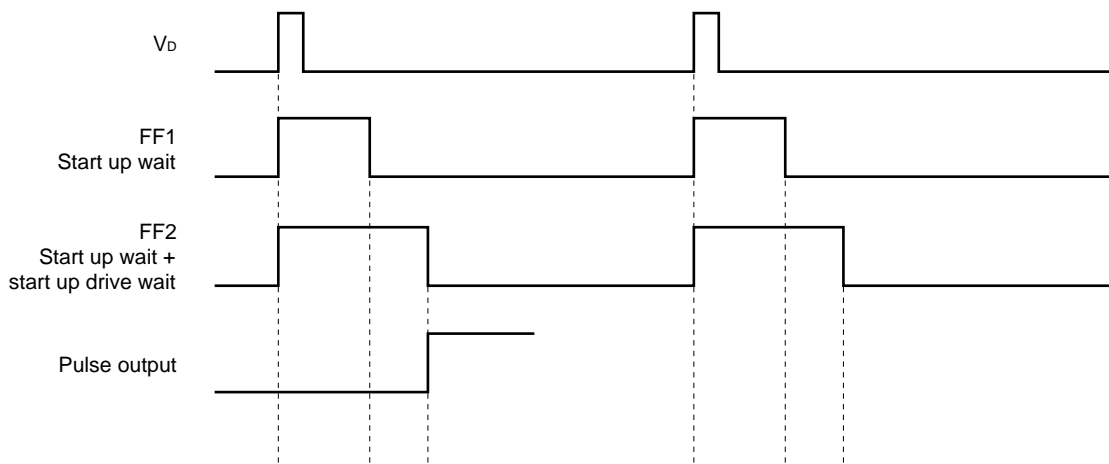 VD
FF1
Start up wait
FF2
Start up wait +
start up drive wait
Pulse output